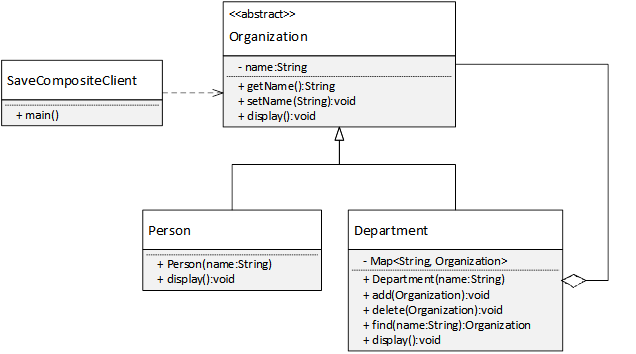 <<abstract>>
Organization
- name:String
+ getName():String
+ setName(String):void
+ display():void
SaveCompositeClient
+ main()
Person
+ Person(name:String)
+ display():void
Department
- Map<String, Organization>
+ Department(name:String)
+ add(Organization):void
+ delete(Organization):void
+ find(name:String):Organization
+ display():void